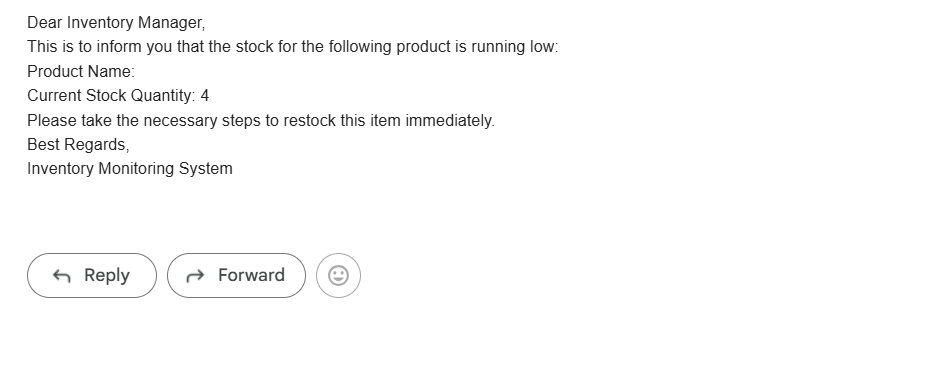 Dear Inventory Manager,
This is to inform you that the stock for the following product is running low:
Product Name:
Current Stock Quantity: 4
Please take the necessary steps to restock this item immediately.
Best Regards,
Inventory Monitoring System
Reply
Forward